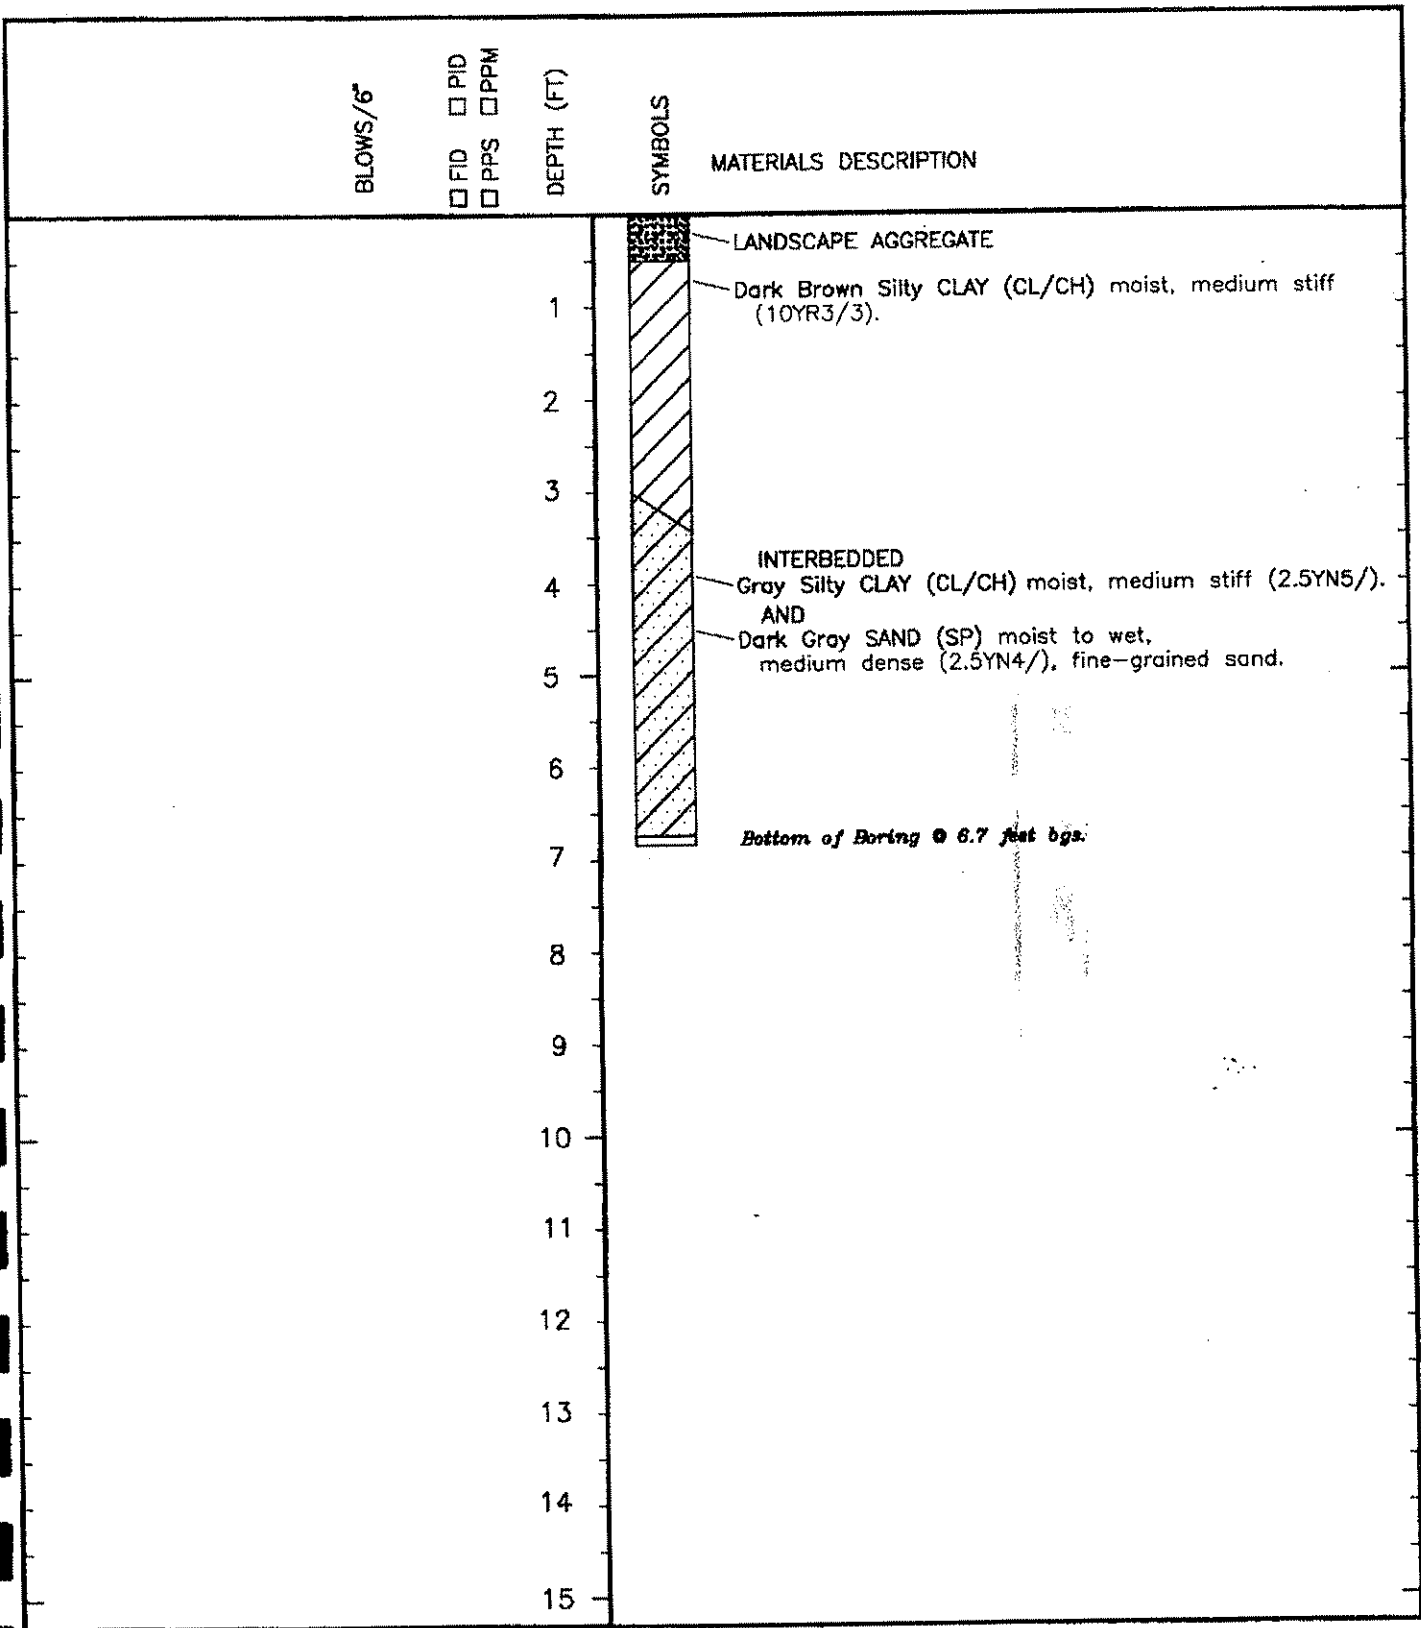 BLOWS/6"
□ FID □ PID
□ PPS □ PPM
DEPTH (FT)
SYMBOLS
MATERIALS DESCRIPTION
LANDSCAPE AGGREGATE
Dark Brown Silty CLAY (CL/CH) moist, medium stiff
(10YR3/3).
1
2
3
INTERBEDDED
Gray Silty CLAY (CL/CH) moist, medium stiff (2.5YN5/).
4
AND
Dark Gray SAND (SP) moist to wet,
medium dense (2.5YN4/), fine-grained sand.
5
6
Bottom of Boring @ 6.7 feet bgs.
7
8
9
10
11
12
13
14
15